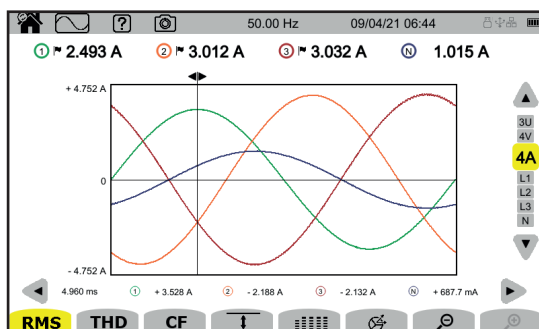 ? 50.00 Hz 09/04/21 06:44
1 2.493 A 2 3.012 A 3 3.032 A N 1.015 A
+ 4.752 A
3U
4V
4A
0
L1
L2
L3
N
- 4.752 A
4.960 ms 1 + 3.528 A 2 - 2.188 A 3 - 2.132 A N + 687.7 mA
RMS THD CF